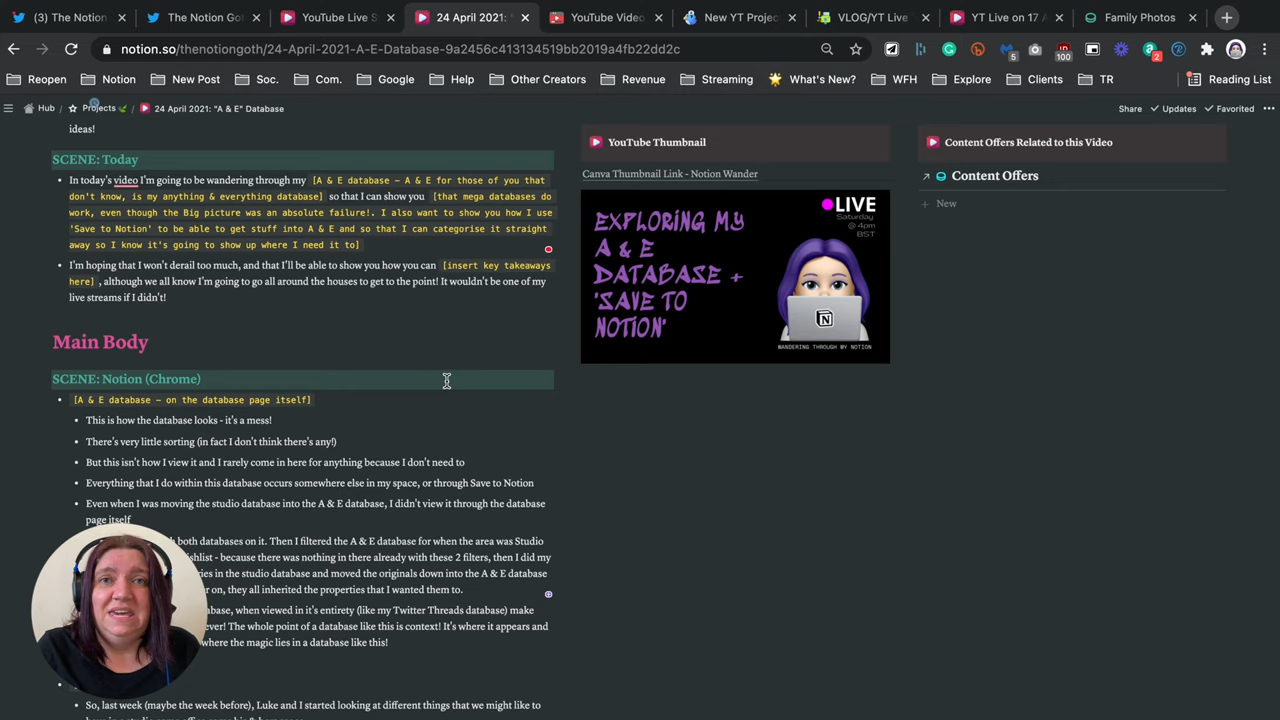 (3) The Notion
The Notion Go
YouTube Live S
24 April 2021: "
YouTube Video
New YT Projec
VLOG/YT Live
YT Live on 17 A
Family Photos
notion.so/thenotiongoth/24-April-2021-A-E-Database-9a2456c413134519bb2019a4fb22dd2c
5
100
2
Reopen
Notion
New Post
Soc.
Com.
Google
Help
Other Creators
Revenue
Streaming
What's New?
WFH
Explore
Clients
TR
Reading List
Hub / Projects / 24 April 2021: "A & E" Database
Share
Updates
Favorited
ideas!
SCENE: Today
In today's video I'm going to be wandering through my [A & E database – A & E for those of you that
don't know, is my anything & everything database] so that I can show you [that mega databases do
work, even though the Big picture was an absolute failure!. I also want to show you how I use
'Save to Notion' to be able to get stuff into A & E and so that I can categorise it straight
away so I know it's going to show up where I need it to]
I'm hoping that I won't derail too much, and that I'll be able to show you how you can [insert key takeaways
here] , although we all know I'm going to go all around the houses to get to the point! It wouldn't be one of my
live streams if I didn't!
Main Body
SCENE: Notion (Chrome)
[A & E database – on the database page itself]
This is how the database looks - it's a mess!
There's very little sorting (in fact I don't think there's any!)
But this isn't how I view it and I rarely come in here for anything because I don't need to
Everything that I do within this database occurs somewhere else in my space, or through Save to Notion
Even when I was moving the studio database into the A & E database, I didn't view it through the database
page itself
both databases on it. Then I filtered the A & E database for when the area was Studio
ishlist - because there was nothing in there already with these 2 filters, then I did my
ries in the studio database and moved the originals down into the A & E database
r on, they all inherited the properties that I wanted them to.
abase, when viewed in it's entirety (like my Twitter Threads database) make
ever! The whole point of a database like this is context! It's where it appears and
where the magic lies in a database like this!
So, last week (maybe the week before), Luke and I started looking at different things that we might like to
YouTube Thumbnail
Canva Thumbnail Link - Notion Wander
EXPLORING MY
A & E
DATABASE +
'SAVE TO
NOTION'
LIVE
Saturday
@ 4pm
BST
WANDERING THROUGH MY NOTION
Content Offers Related to this Video
Content Offers
New